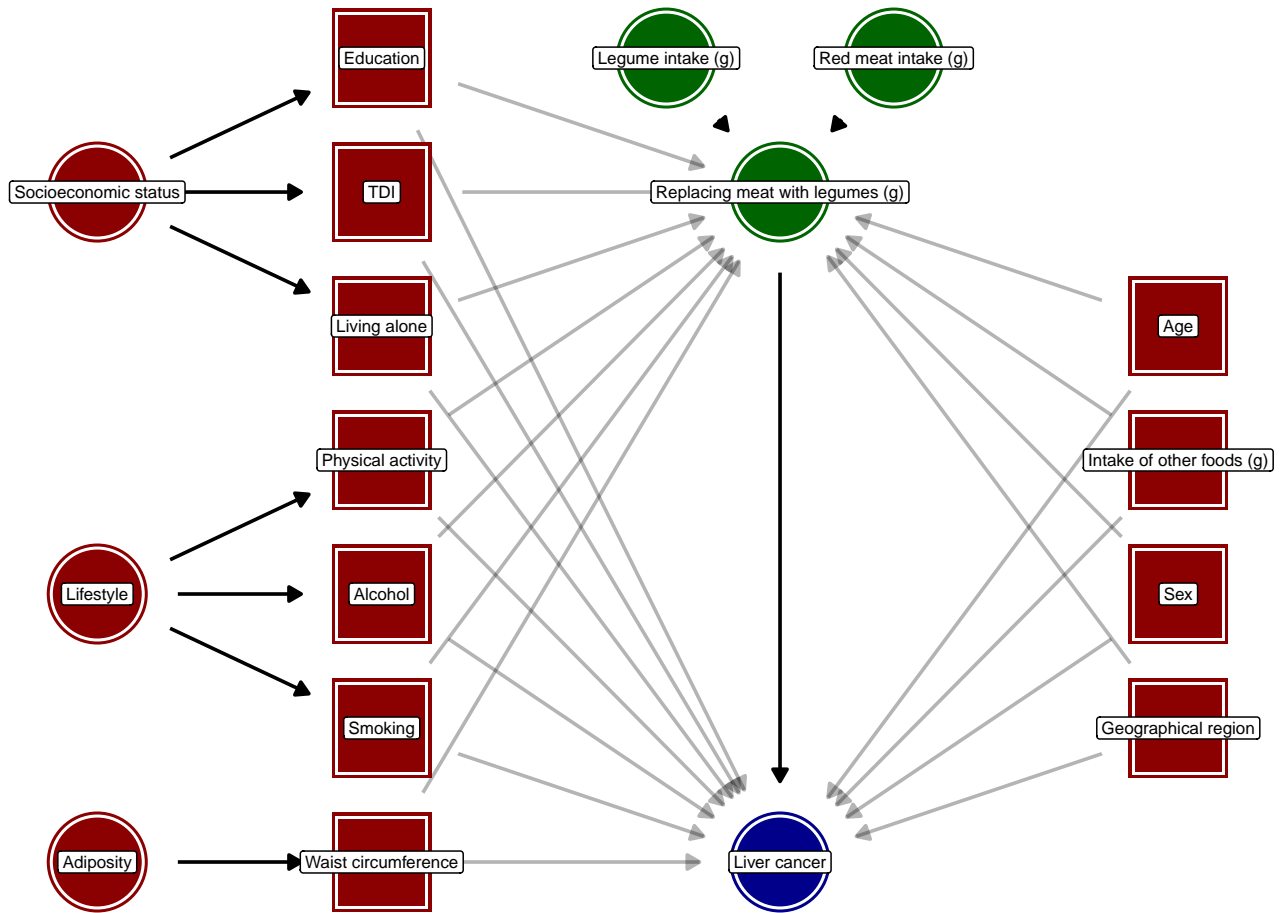 Education
Legume intake (g)
Red meat intake (g)
Socioeconomic status
TDI
Replacing meat with legumes (g)
Living alone
Age
Physical activity
Intake of other foods (g)
Lifestyle
Alcohol
Sex
Smoking
Geographical region
Adiposity
Waist circumference
Liver cancer